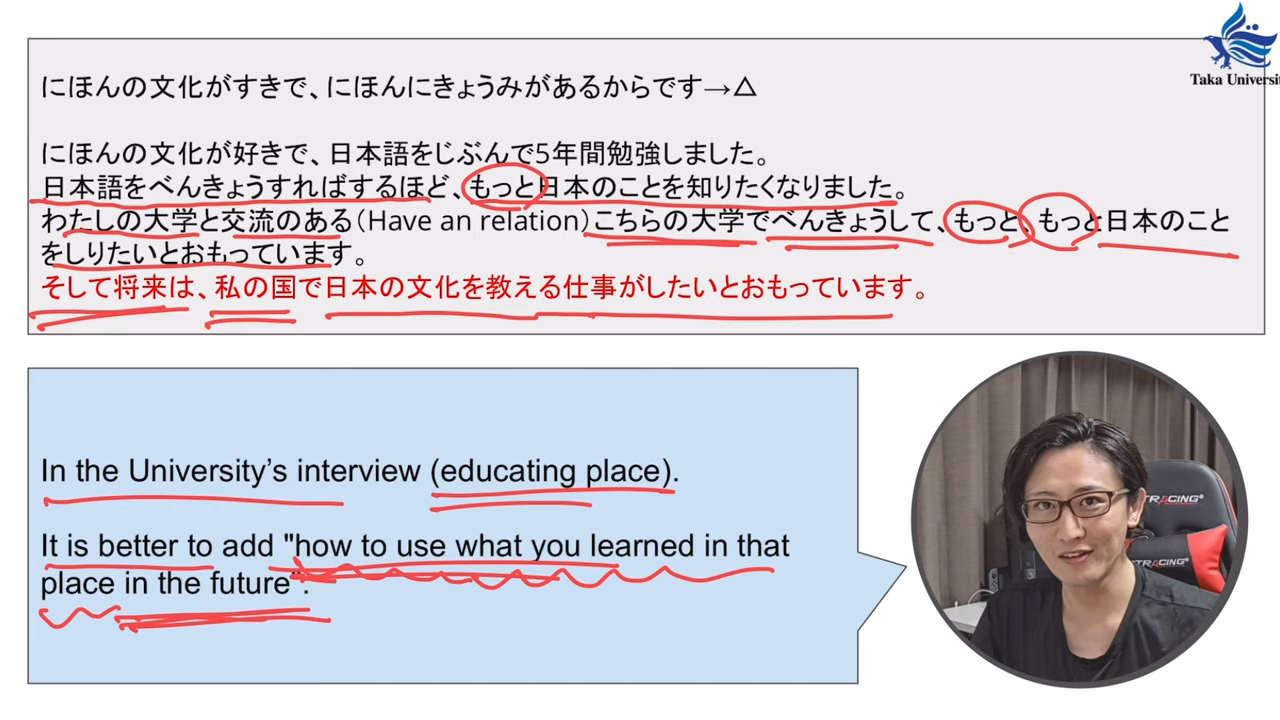 Taka Universit
にほんの文化がすきで、にほんにきょうみがあるからです→△
にほんの文化が好きで、日本語をじぶんで5年間勉強しました。
日本語をべんきょうすればするほど、もっと日本のことを知りたくなりました。
わたしの大学と交流のある(Have an relation)こちらの大学でべんきょうして、もっと、もっと日本のこと
をしりたいとおもっています。
そして将来は、私の国で日本の文化を教える仕事がしたいとおもっています。
In the University's interview (educating place).
It is better to add "how to use what you learned in that
place in the future".
TRACING
TRACING